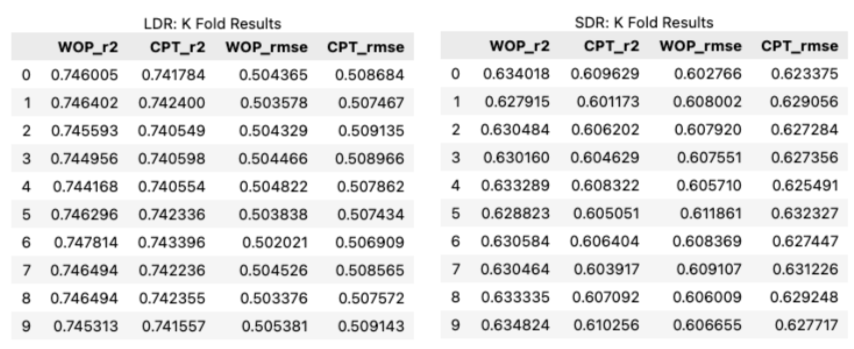 LDR: K Fold Results
WOP_r2 CPT_r2 WOP_rmse CPT_rmse
0 0.746005 0.741784 0.504365 0.508684
1 0.746402 0.742400 0.503578 0.507467
2 0.745593 0.740549 0.504329 0.509135
3 0.744956 0.740598 0.504466 0.508966
4 0.744168 0.740554 0.504822 0.507862
5 0.746296 0.742336 0.503838 0.507434
6 0.747814 0.743396 0.502021 0.506909
7 0.746494 0.742236 0.504526 0.508565
8 0.746494 0.742355 0.503376 0.507572
9 0.745313 0.741557 0.505381 0.509143
SDR: K Fold Results
WOP_r2 CPT_r2 WOP_rmse CPT_rmse
0 0.634018 0.609629 0.602766 0.623375
1 0.627915 0.601173 0.608002 0.629056
2 0.630484 0.606202 0.607920 0.627284
3 0.630160 0.604629 0.607551 0.627356
4 0.633289 0.608322 0.605710 0.625491
5 0.628823 0.605051 0.611861 0.632327
6 0.630584 0.606404 0.608369 0.627447
7 0.630464 0.603917 0.609107 0.631226
8 0.633335 0.607092 0.606009 0.629248
9 0.634824 0.610256 0.606655 0.627717